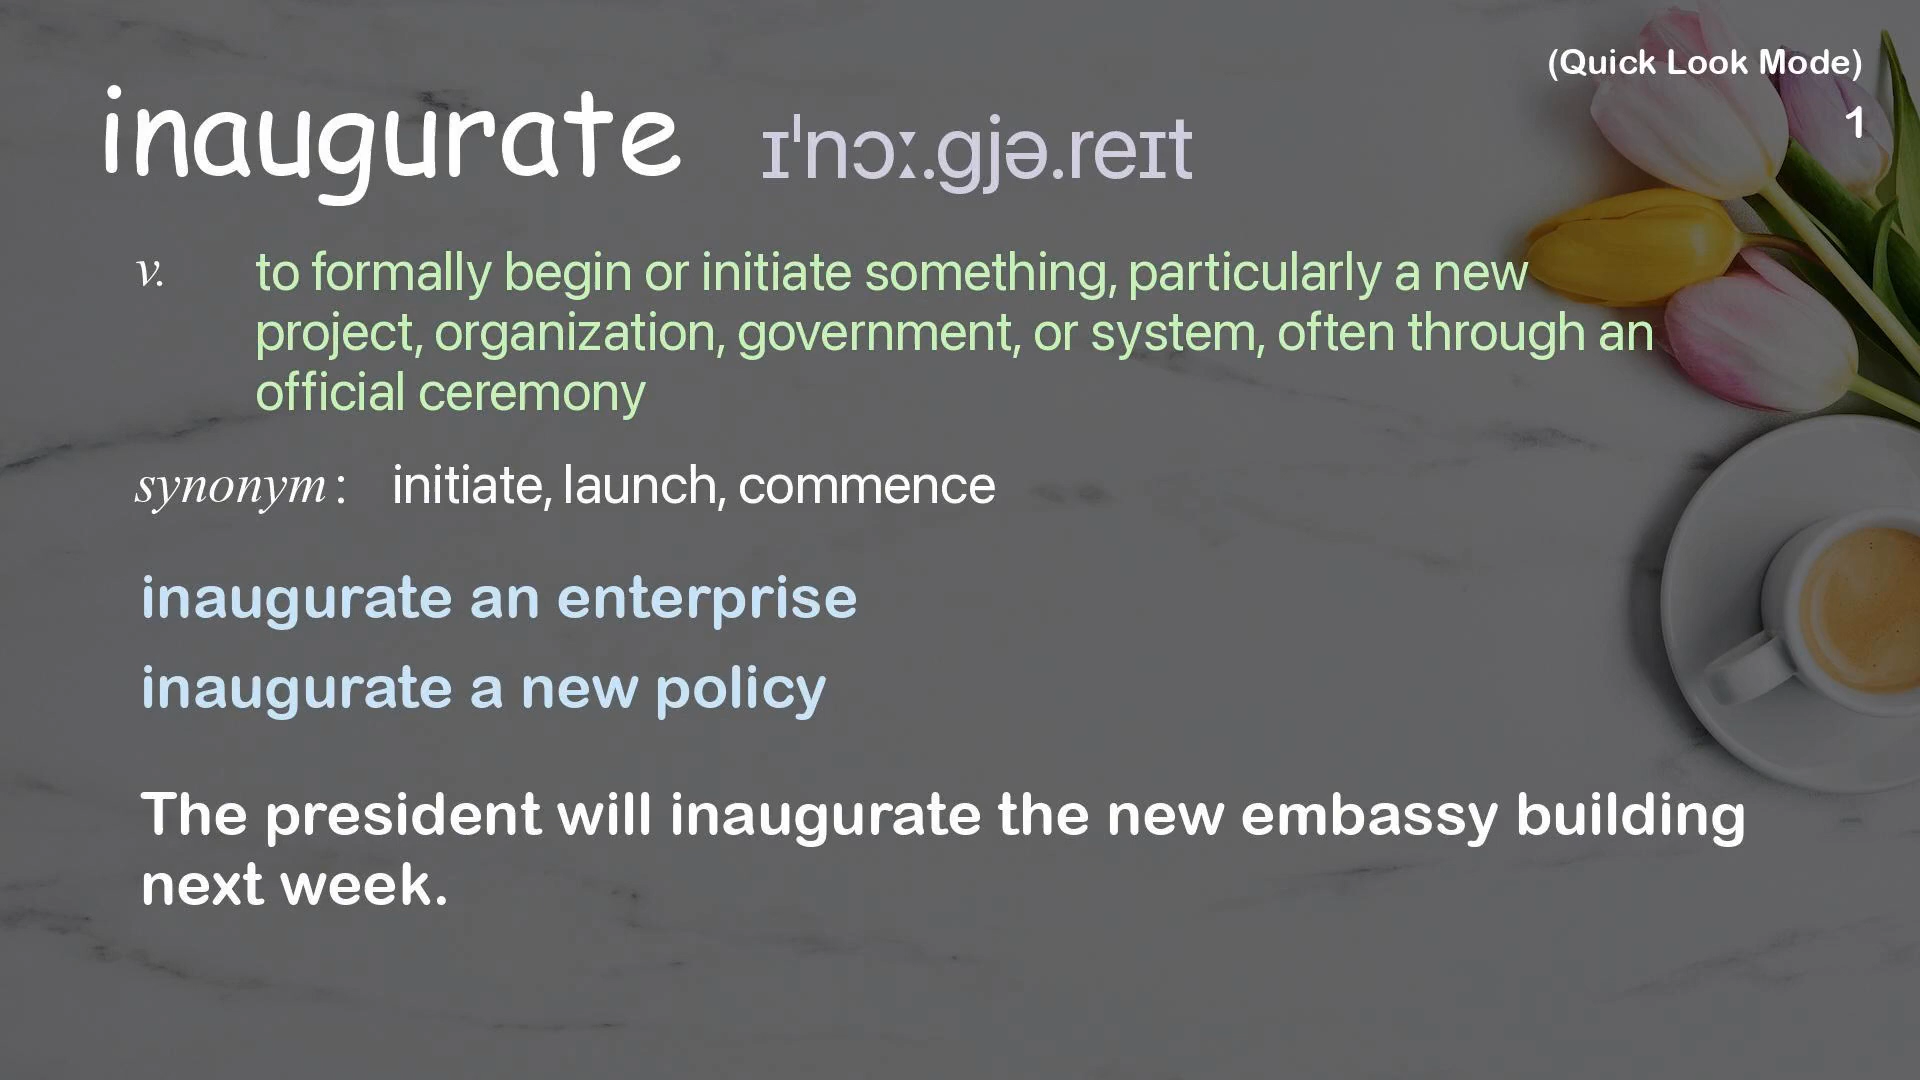 (Quick Look Mode)
1
inaugurate ɪˈnɔː.gjə.reɪt
v. to formally begin or initiate something, particularly a new
project, organization, government, or system, often through an
official ceremony
synonym : initiate, launch, commence
inaugurate an enterprise
inaugurate a new policy
The president will inaugurate the new embassy building
next week.